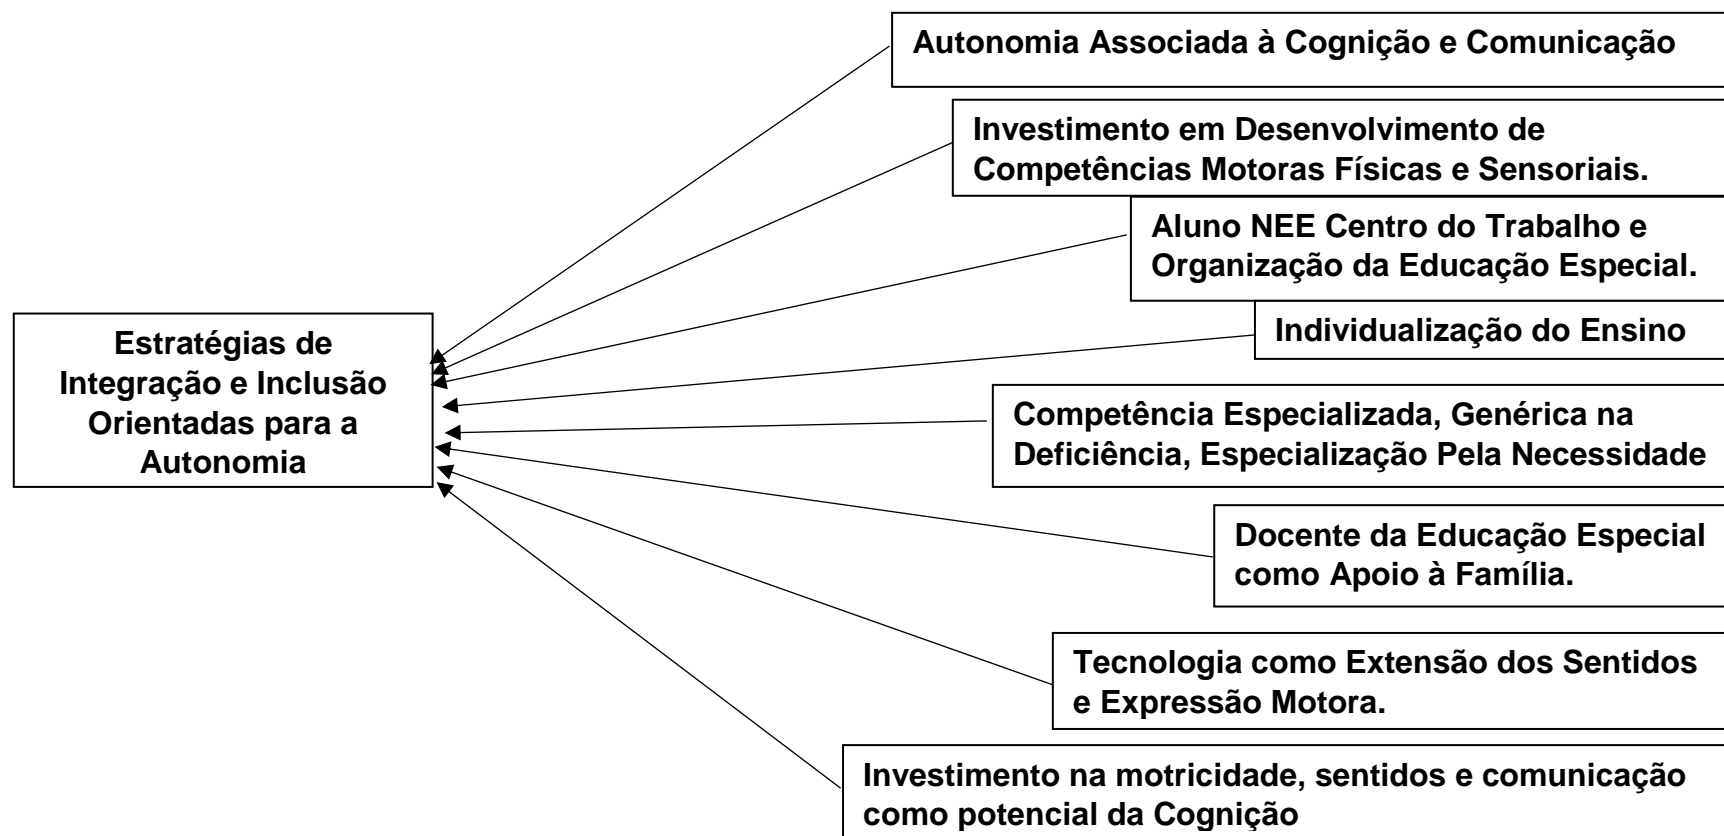 Autonomia Associada à Cognição e Comunicação
Investimento em Desenvolvimento de
Competências Motoras Físicas e Sensoriais.
Aluno NEE Centro do Trabalho e
Organização da Educação Especial.
Individualização do Ensino
Estratégias de
Integração e Inclusão
Orientadas para a
Autonomia
Competência Especializada, Genérica na
Deficiência, Especialização Pela Necessidade
Docente da Educação Especial
como Apoio à Família.
Tecnologia como Extensão dos Sentidos
e Expressão Motora.
Investimento na motricidade, sentidos e comunicação
como potencial da Cognição